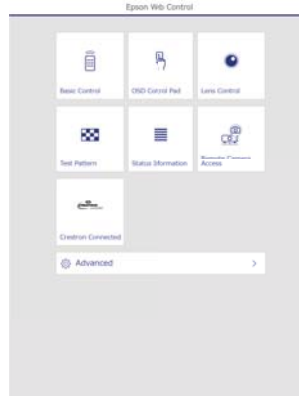 Epson Web Control
Basic Control
OSD Control Pad
Lens Control
Test Pattern
Status Information
Remote Camera
Access
Crestron Connected
Advanced